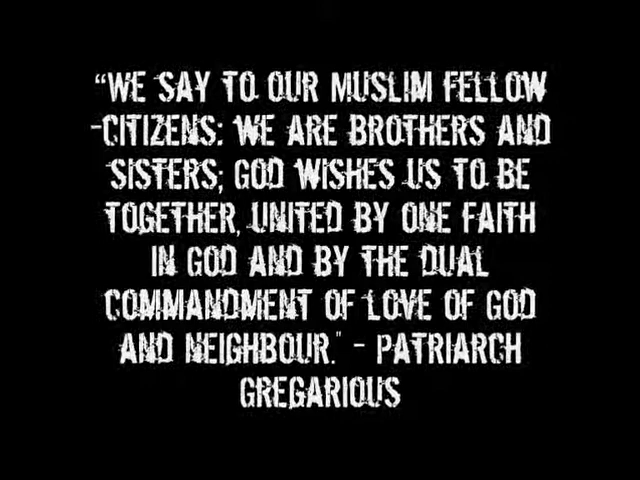 “WE SAY TO OUR MUSLIM FELLOW
-CITIZENS: WE ARE BROTHERS AND
SISTERS; GOD WISHES US TO BE
TOGETHER, UNITED BY ONE FAITH
IN GOD AND BY THE DUAL
COMMANDMENT OF LOVE OF GOD
AND NEIGHBOUR." - PATRIARCH
GREGARIOUS